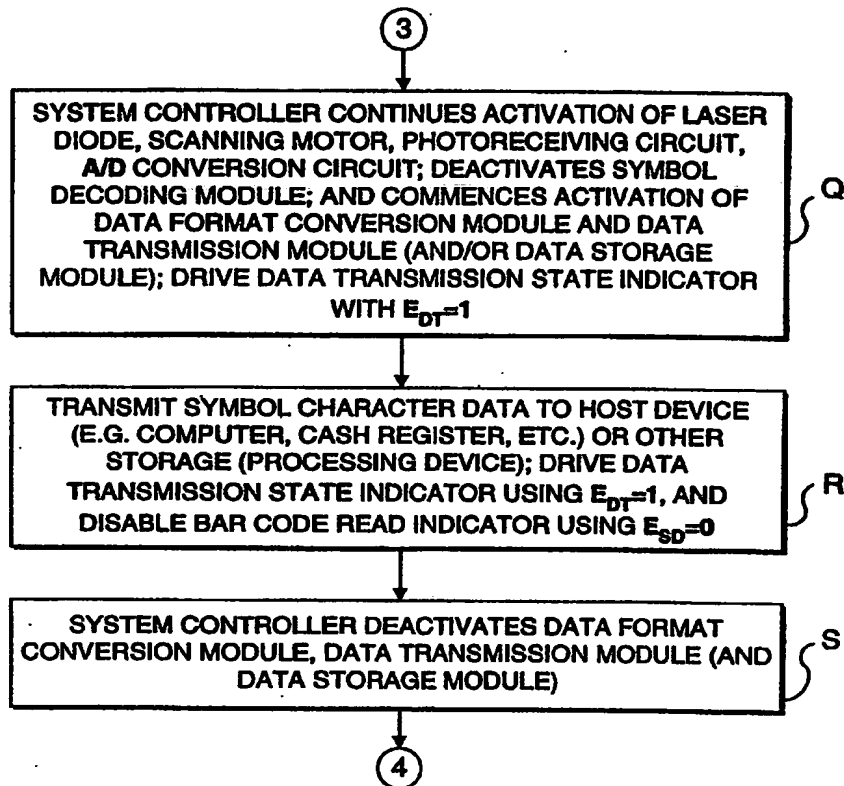 3
SYSTEM CONTROLLER CONTINUES ACTIVATION OF LASER
DIODE, SCANNING MOTOR, PHOTORECEIVING CIRCUIT,
A/D CONVERSION CIRCUIT; DEACTIVATES SYMBOL
DECODING MODULE; AND COMMENCES ACTIVATION OF
DATA FORMAT CONVERSION MODULE AND DATA
TRANSMISSION MODULE (AND/OR DATA STORAGE
MODULE); DRIVE DATA TRANSMISSION STATE INDICATOR
WITH E_DT=1
Q
TRANSMIT SYMBOL CHARACTER DATA TO HOST DEVICE
(E.G. COMPUTER, CASH REGISTER, ETC.) OR OTHER
STORAGE (PROCESSING DEVICE); DRIVE DATA
TRANSMISSION STATE INDICATOR USING E_DT=1, AND
DISABLE BAR CODE READ INDICATOR USING E_SD=0
R
SYSTEM CONTROLLER DEACTIVATES DATA FORMAT
CONVERSION MODULE, DATA TRANSMISSION MODULE (AND
DATA STORAGE MODULE)
S
4